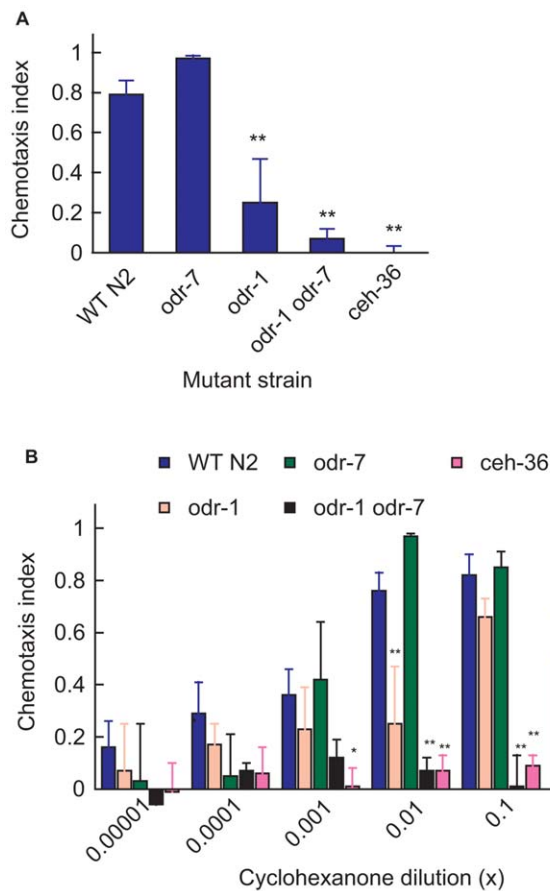 A
Chemotaxis index
1
0.8
0.6
0.4
0.2
0
**
**
**
WT N2
odr-7
odr-1
odr-1 odr-7
ceh-36
Mutant strain
B
WT N2
odr-7
ceh-36
odr-1
odr-1 odr-7
Chemotaxis index
1
0.8
0.6
0.4
0.2
0
*
**
**
**
**
**
0.00001
0.0001
0.001
0.01
0.1
Cyclohexanone dilution (x)